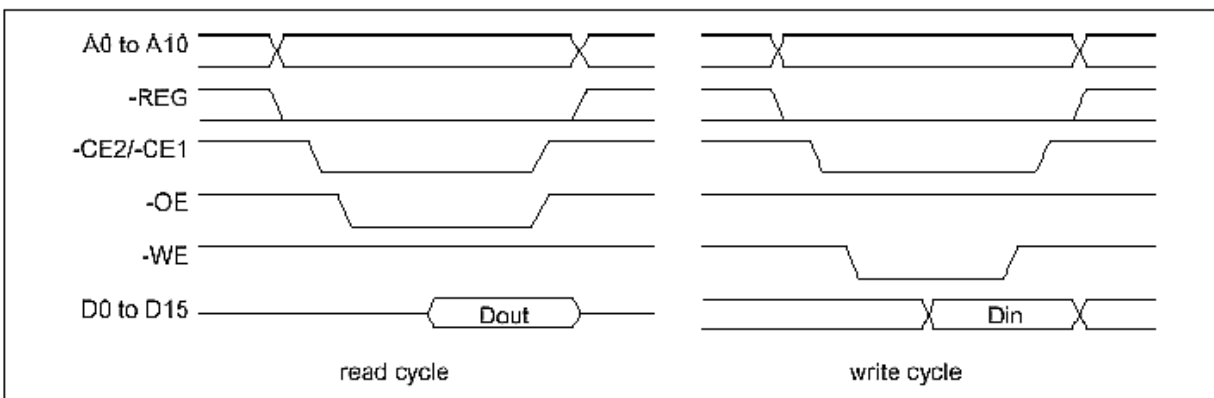 A0 to A10
-REG
-CE2/-CE1
-OE
-WE
D0 to D15
Dout
Din
read cycle
write cycle